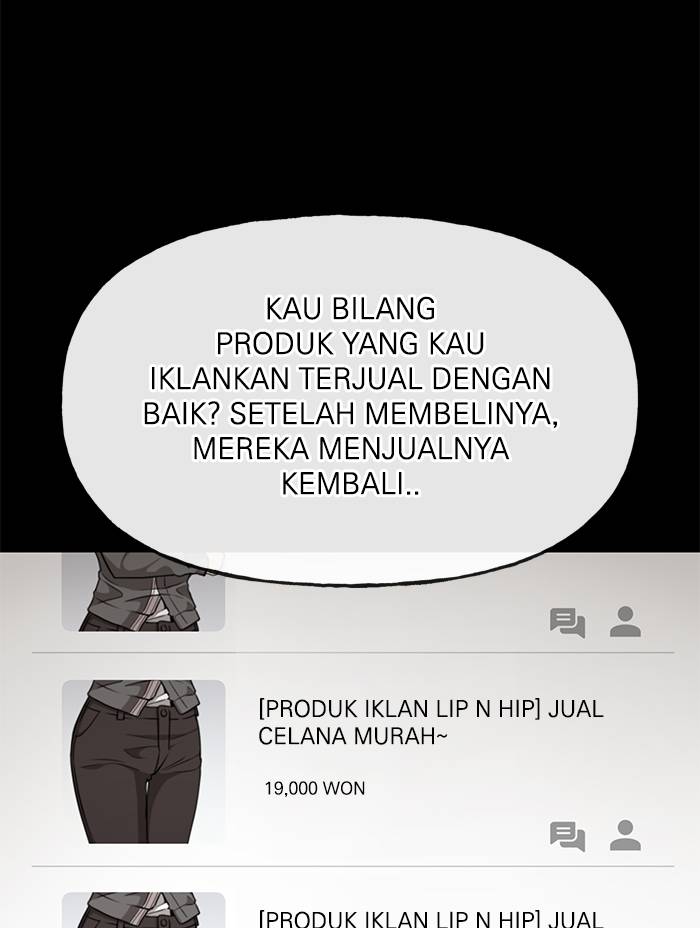 KAU BILANG
PRODUK YANG KAU
IKLANKAN TERJUAL DENGAN
BAIK? SETELAH MEMBELINYA,
MEREKA MENJUALNYA
KEMBALI..
[PRODUK IKLAN LIP N HIP] JUAL
CELANA MURAH~
19,000 WON
[PRODUK IKLAN LIP N HIP] JUAL